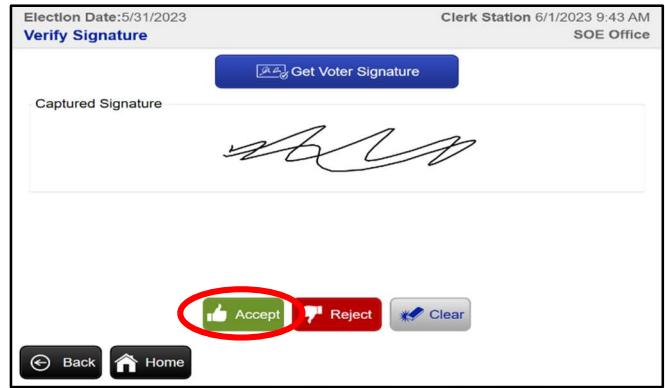 Election Date:5/31/2023 Clerk Station 6/1/2023 9:43 AM
Verify Signature SOE Office
Get Voter Signature
Captured Signature
Accept Reject Clear
Back Home